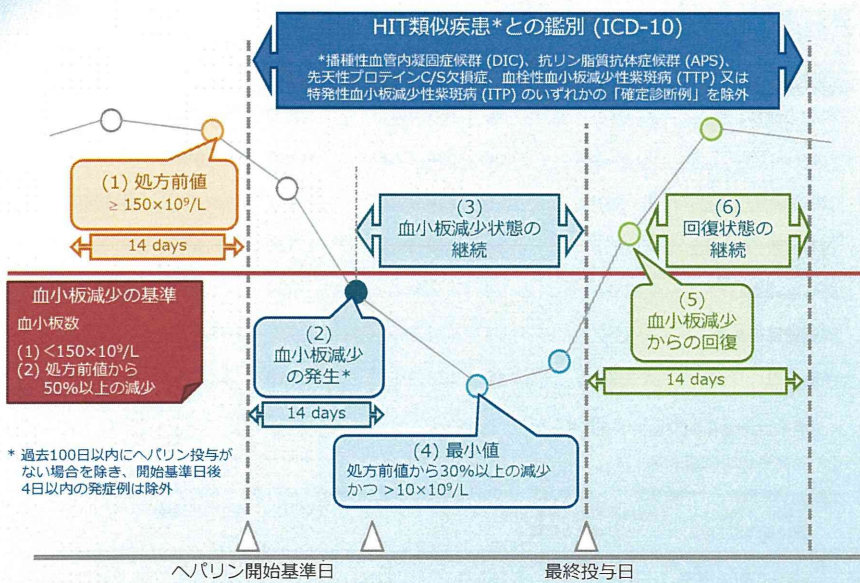 HIT類似疾患*との鑑別 (ICD-10)
*播種性血管内凝固症候群 (DIC)、抗リン脂質抗体症候群 (APS)、
先天性プロテインC/S欠損症、血栓性血小板減少性紫斑病 (TTP) 又は
特発性血小板減少性紫斑病 (ITP) のいずれかの「確定診断例」を除外
(1) 処方前値
≥ 150×10⁹/L
14 days
(3)
血小板減少状態の
継続
(6)
回復状態の
継続
血小板減少の基準
血小板数
(1) <150×10⁹/L
(2) 処方前値から
50%以上の減少
(2)
血小板減少
の発生*
14 days
(5)
血小板減少
からの回復
14 days
(4) 最小値
処方前値から30%以上の減少
かつ >10×10⁹/L
* 過去100日以内にヘパリン投与が
ない場合を除き、開始基準日後
4日以内の発症例は除外
ヘパリン開始基準日
最終投与日